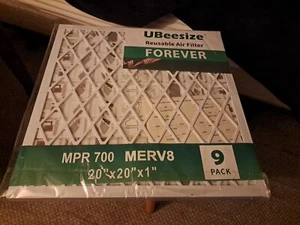 UBeesize
Reusable Air Filter
FOREVER
MPR 700 MERV8
20"x20"x1"
9
PACK